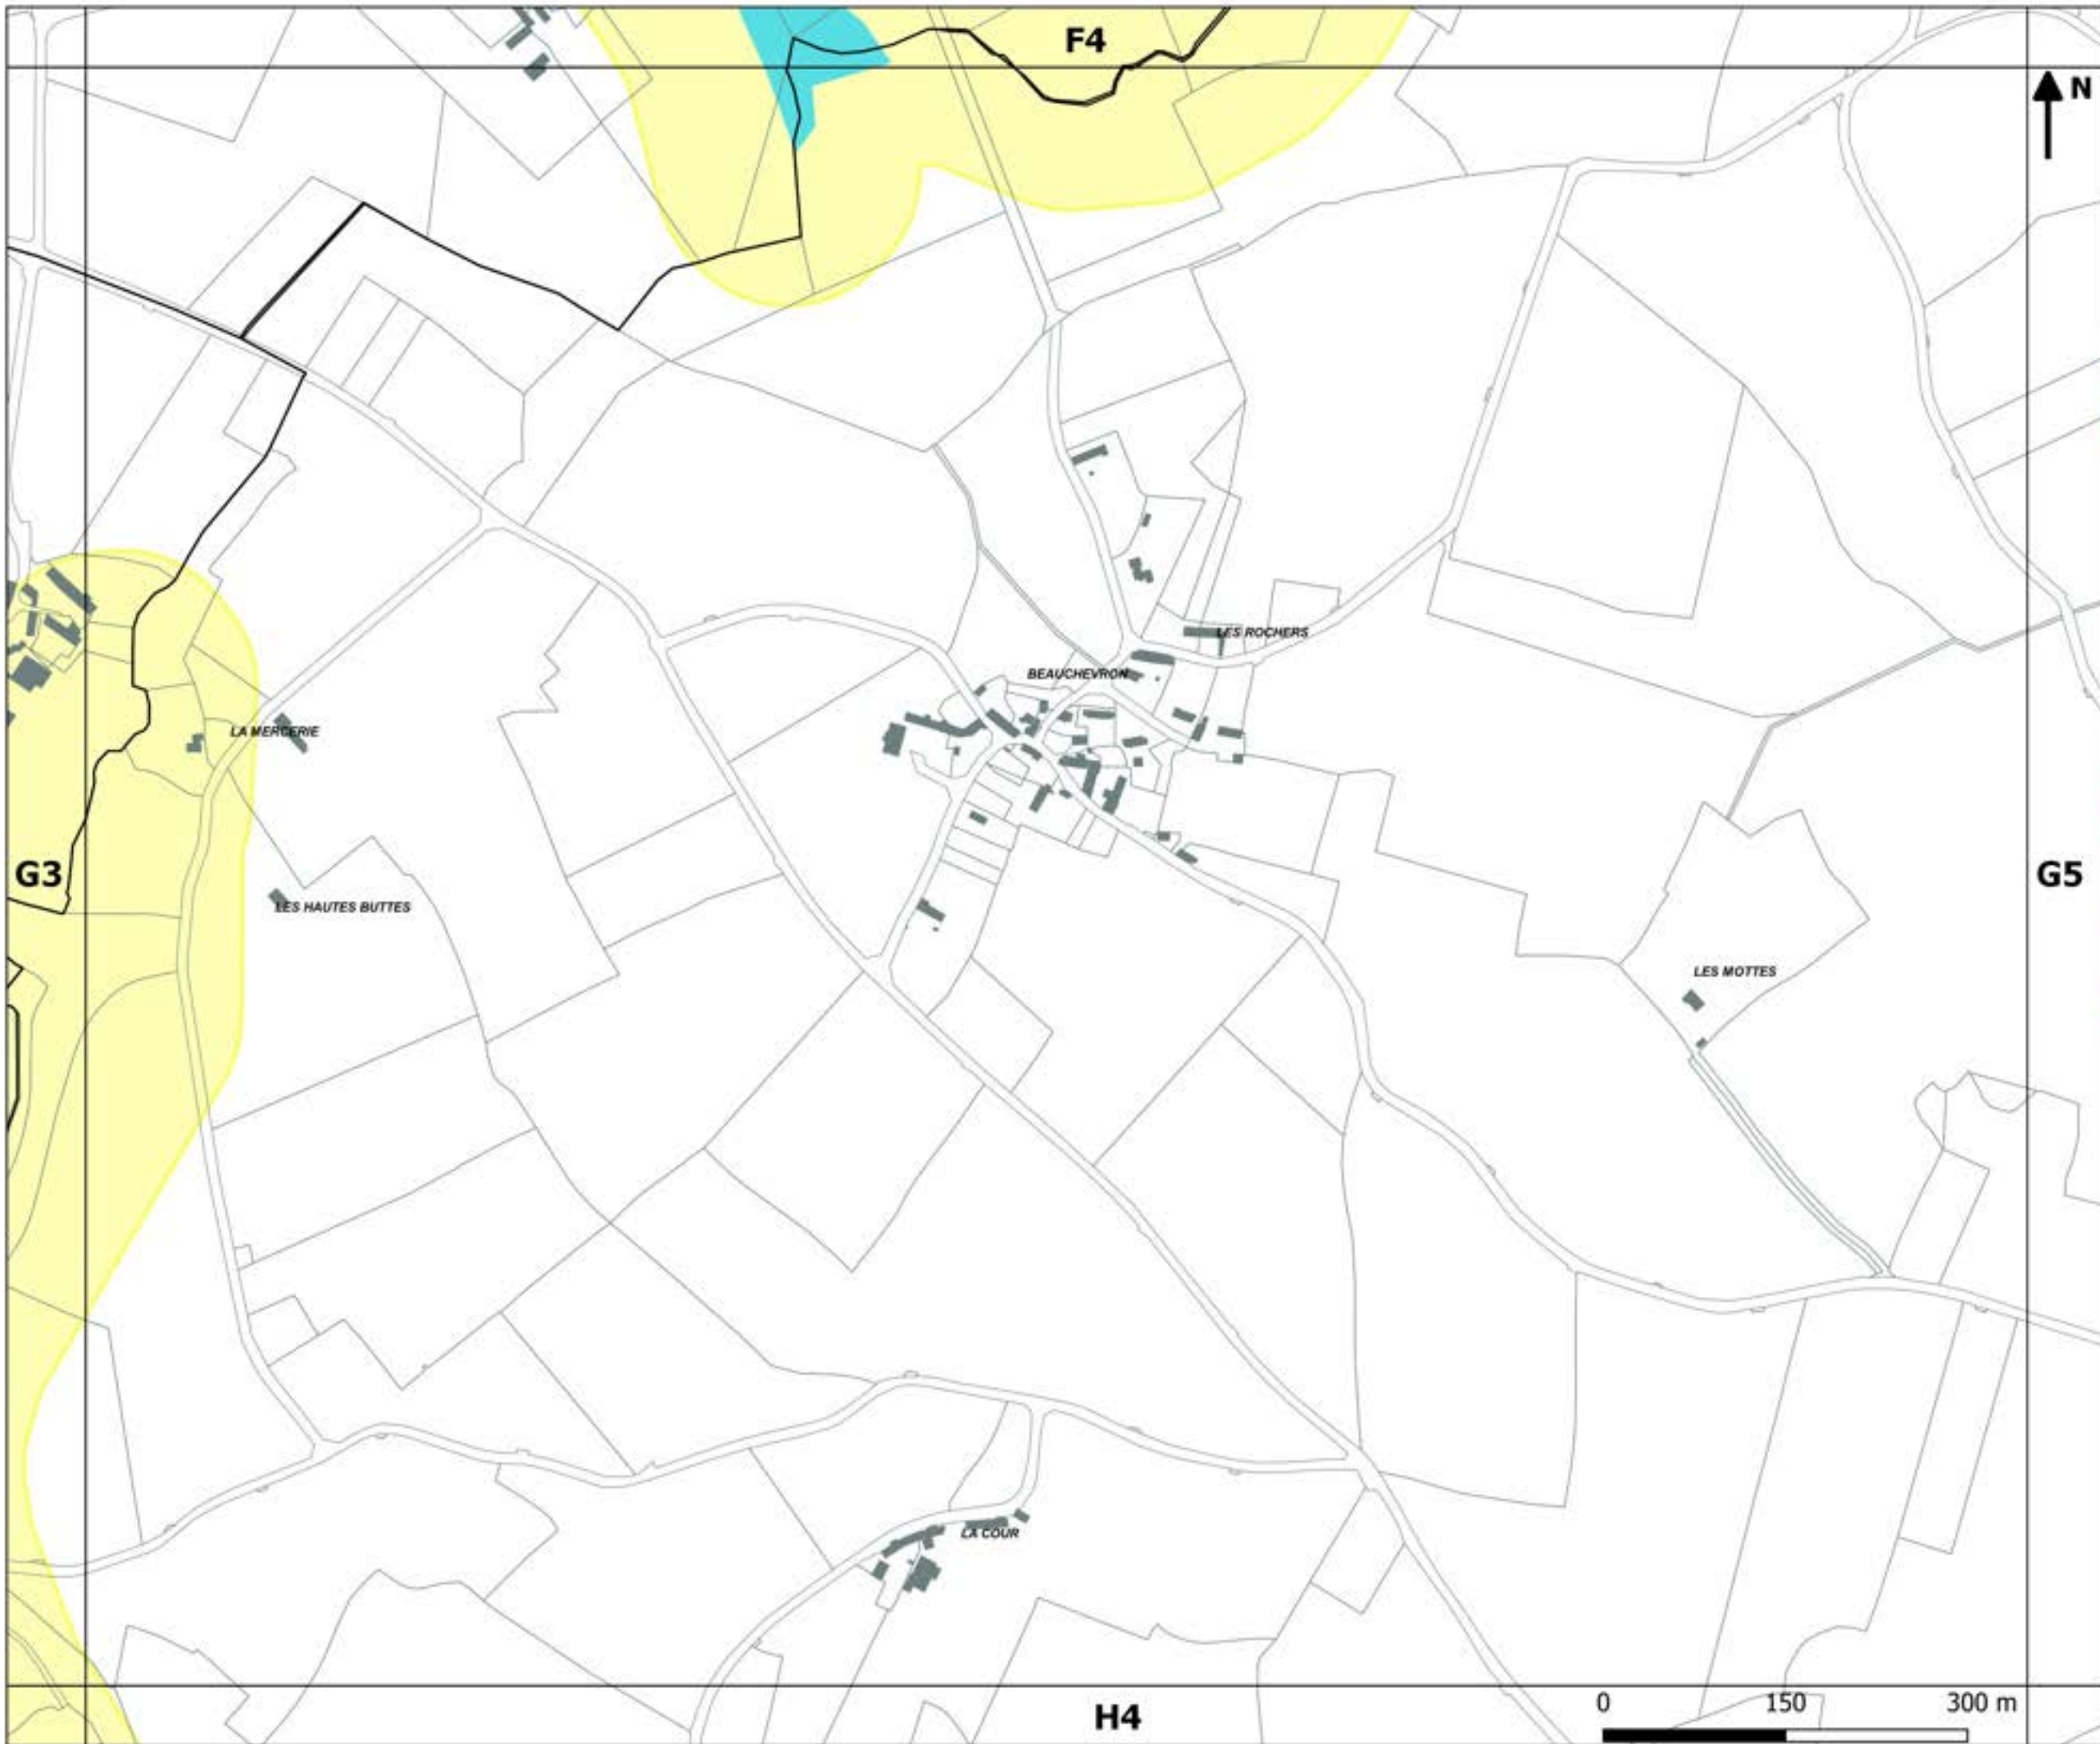 F4
N
LES ROCHERS
BEAUCHEVRON
LA MERCERIE
G3
G5
LES HAUTES BUTTES
LES MOTTES
LA COUR
0 150 300 m
H4